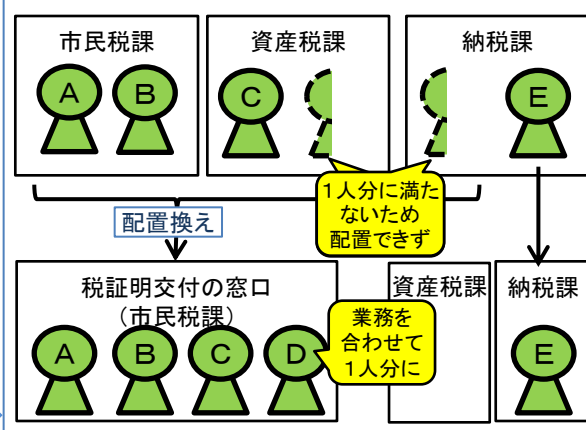 市民税課
資産税課
納税課
A
B
C
E
1人分に満た
ないため
配置できず
配置換え
税証明交付の窓口
(市民税課)
A
B
C
D
業務を
合わせて
1人分に
資産税課
納税課
E